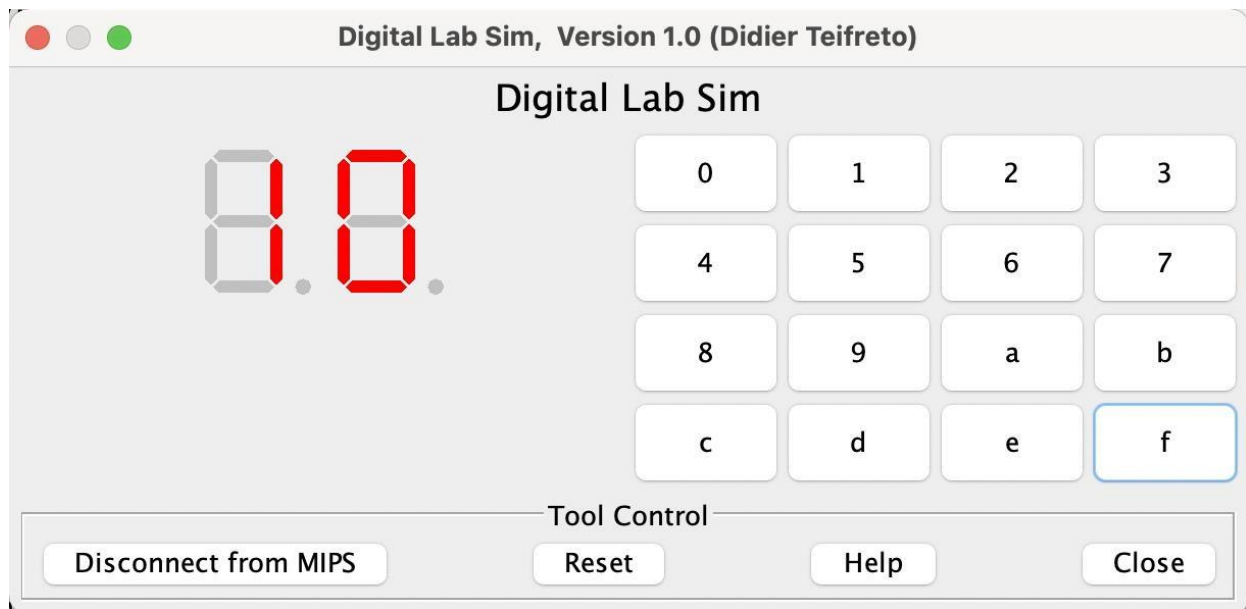 Digital Lab Sim, Version 1.0 (Didier Teifreto)
Digital Lab Sim
10
0 1 2 3
4 5 6 7
8 9 a b
c d e f
Tool Control
Disconnect from MIPS Reset Help Close